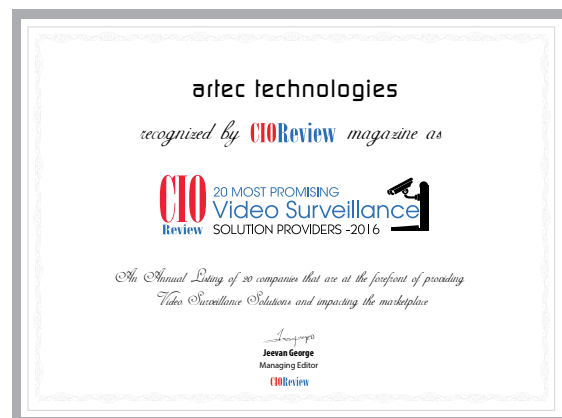 artec technologies
recognized by CIOReview magazine as
CIO Review
20 MOST PROMISING
Video Surveillance
SOLUTION PROVIDERS -2016
An Annual Listing of 20 companies that are at the forefront of providing
Video Surveillance Solutions and impacting the marketplace
Jeevan George
Managing Editor
CIOReview